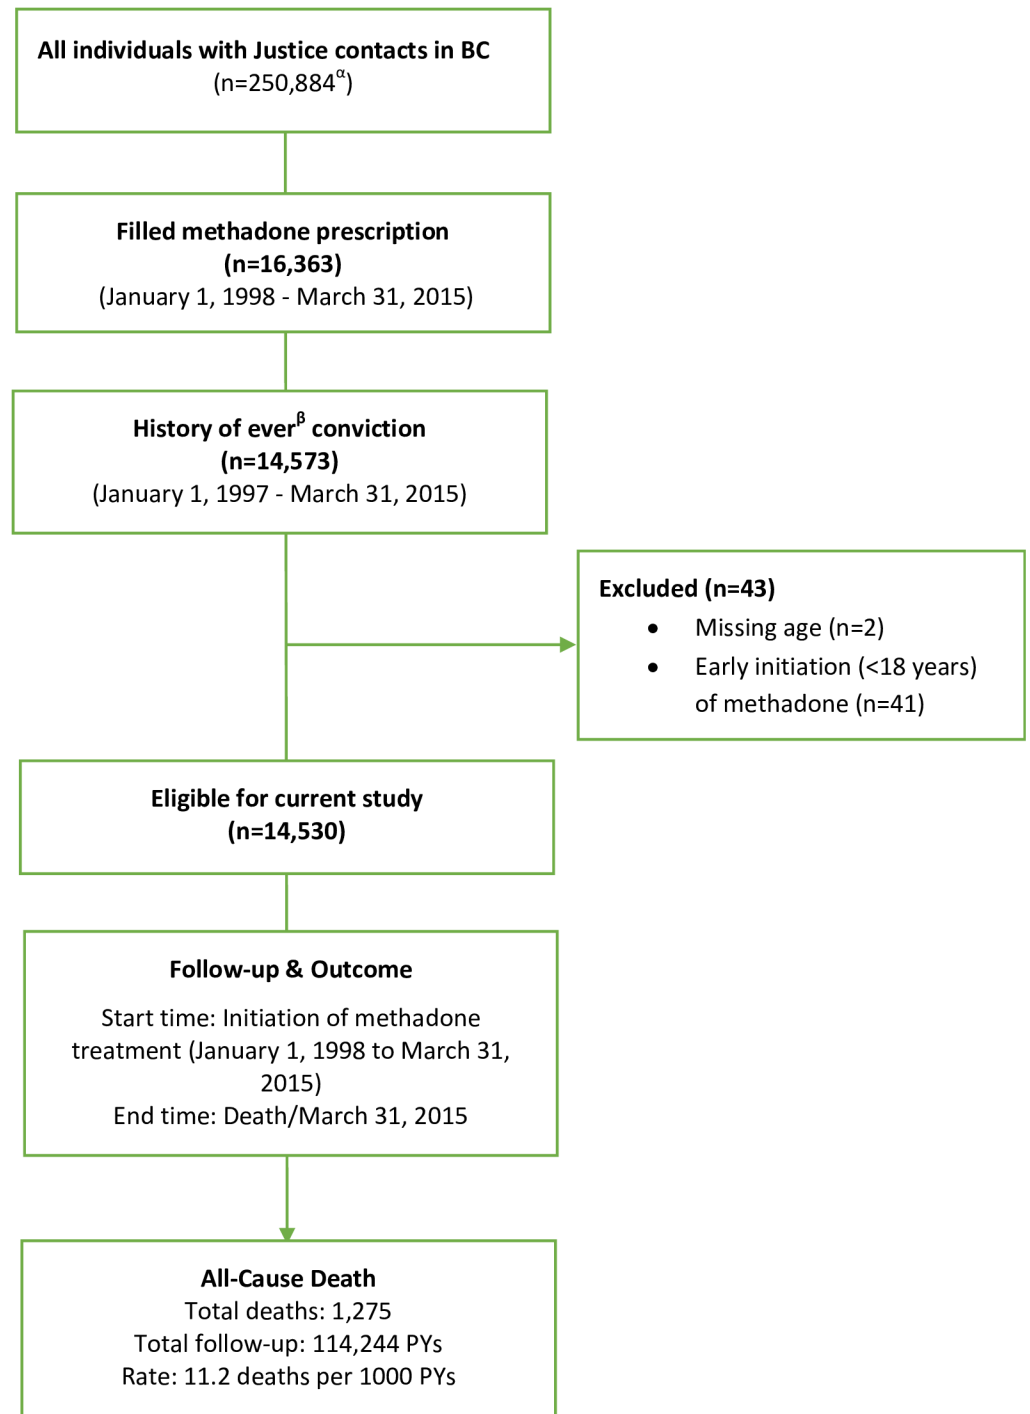 All individuals with Justice contacts in BC
(n=250,884α)
Filled methadone prescription
(n=16,363)
(January 1, 1998 - March 31, 2015)
History of everβ conviction
(n=14,573)
(January 1, 1997 - March 31, 2015)
Excluded (n=43)
• Missing age (n=2)
• Early initiation (<18 years)
of methadone (n=41)
Eligible for current study
(n=14,530)
Follow-up & Outcome
Start time: Initiation of methadone
treatment (January 1, 1998 to March 31,
2015)
End time: Death/March 31, 2015
All-Cause Death
Total deaths: 1,275
Total follow-up: 114,244 PYs
Rate: 11.2 deaths per 1000 PYs